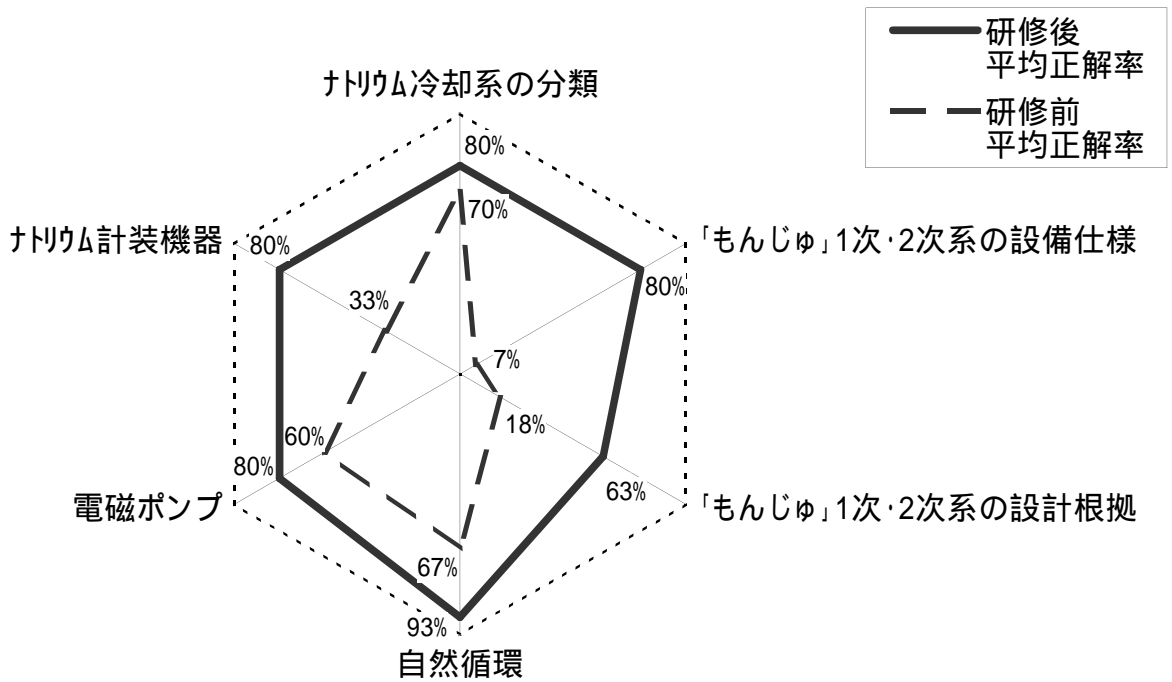 研修後
平均正解率
研修前
平均正解率
ﾅﾄﾘｳﾑ冷却系の分類
80%
70%
ﾅﾄﾘｳﾑ計装機器
80%
「もんじゅ」1次･2次系の設備仕様
80%
33%
7%
18%
60%
80%
電磁ポンプ
63%
「もんじゅ」1次･2次系の設計根拠
67%
93%
自然循環